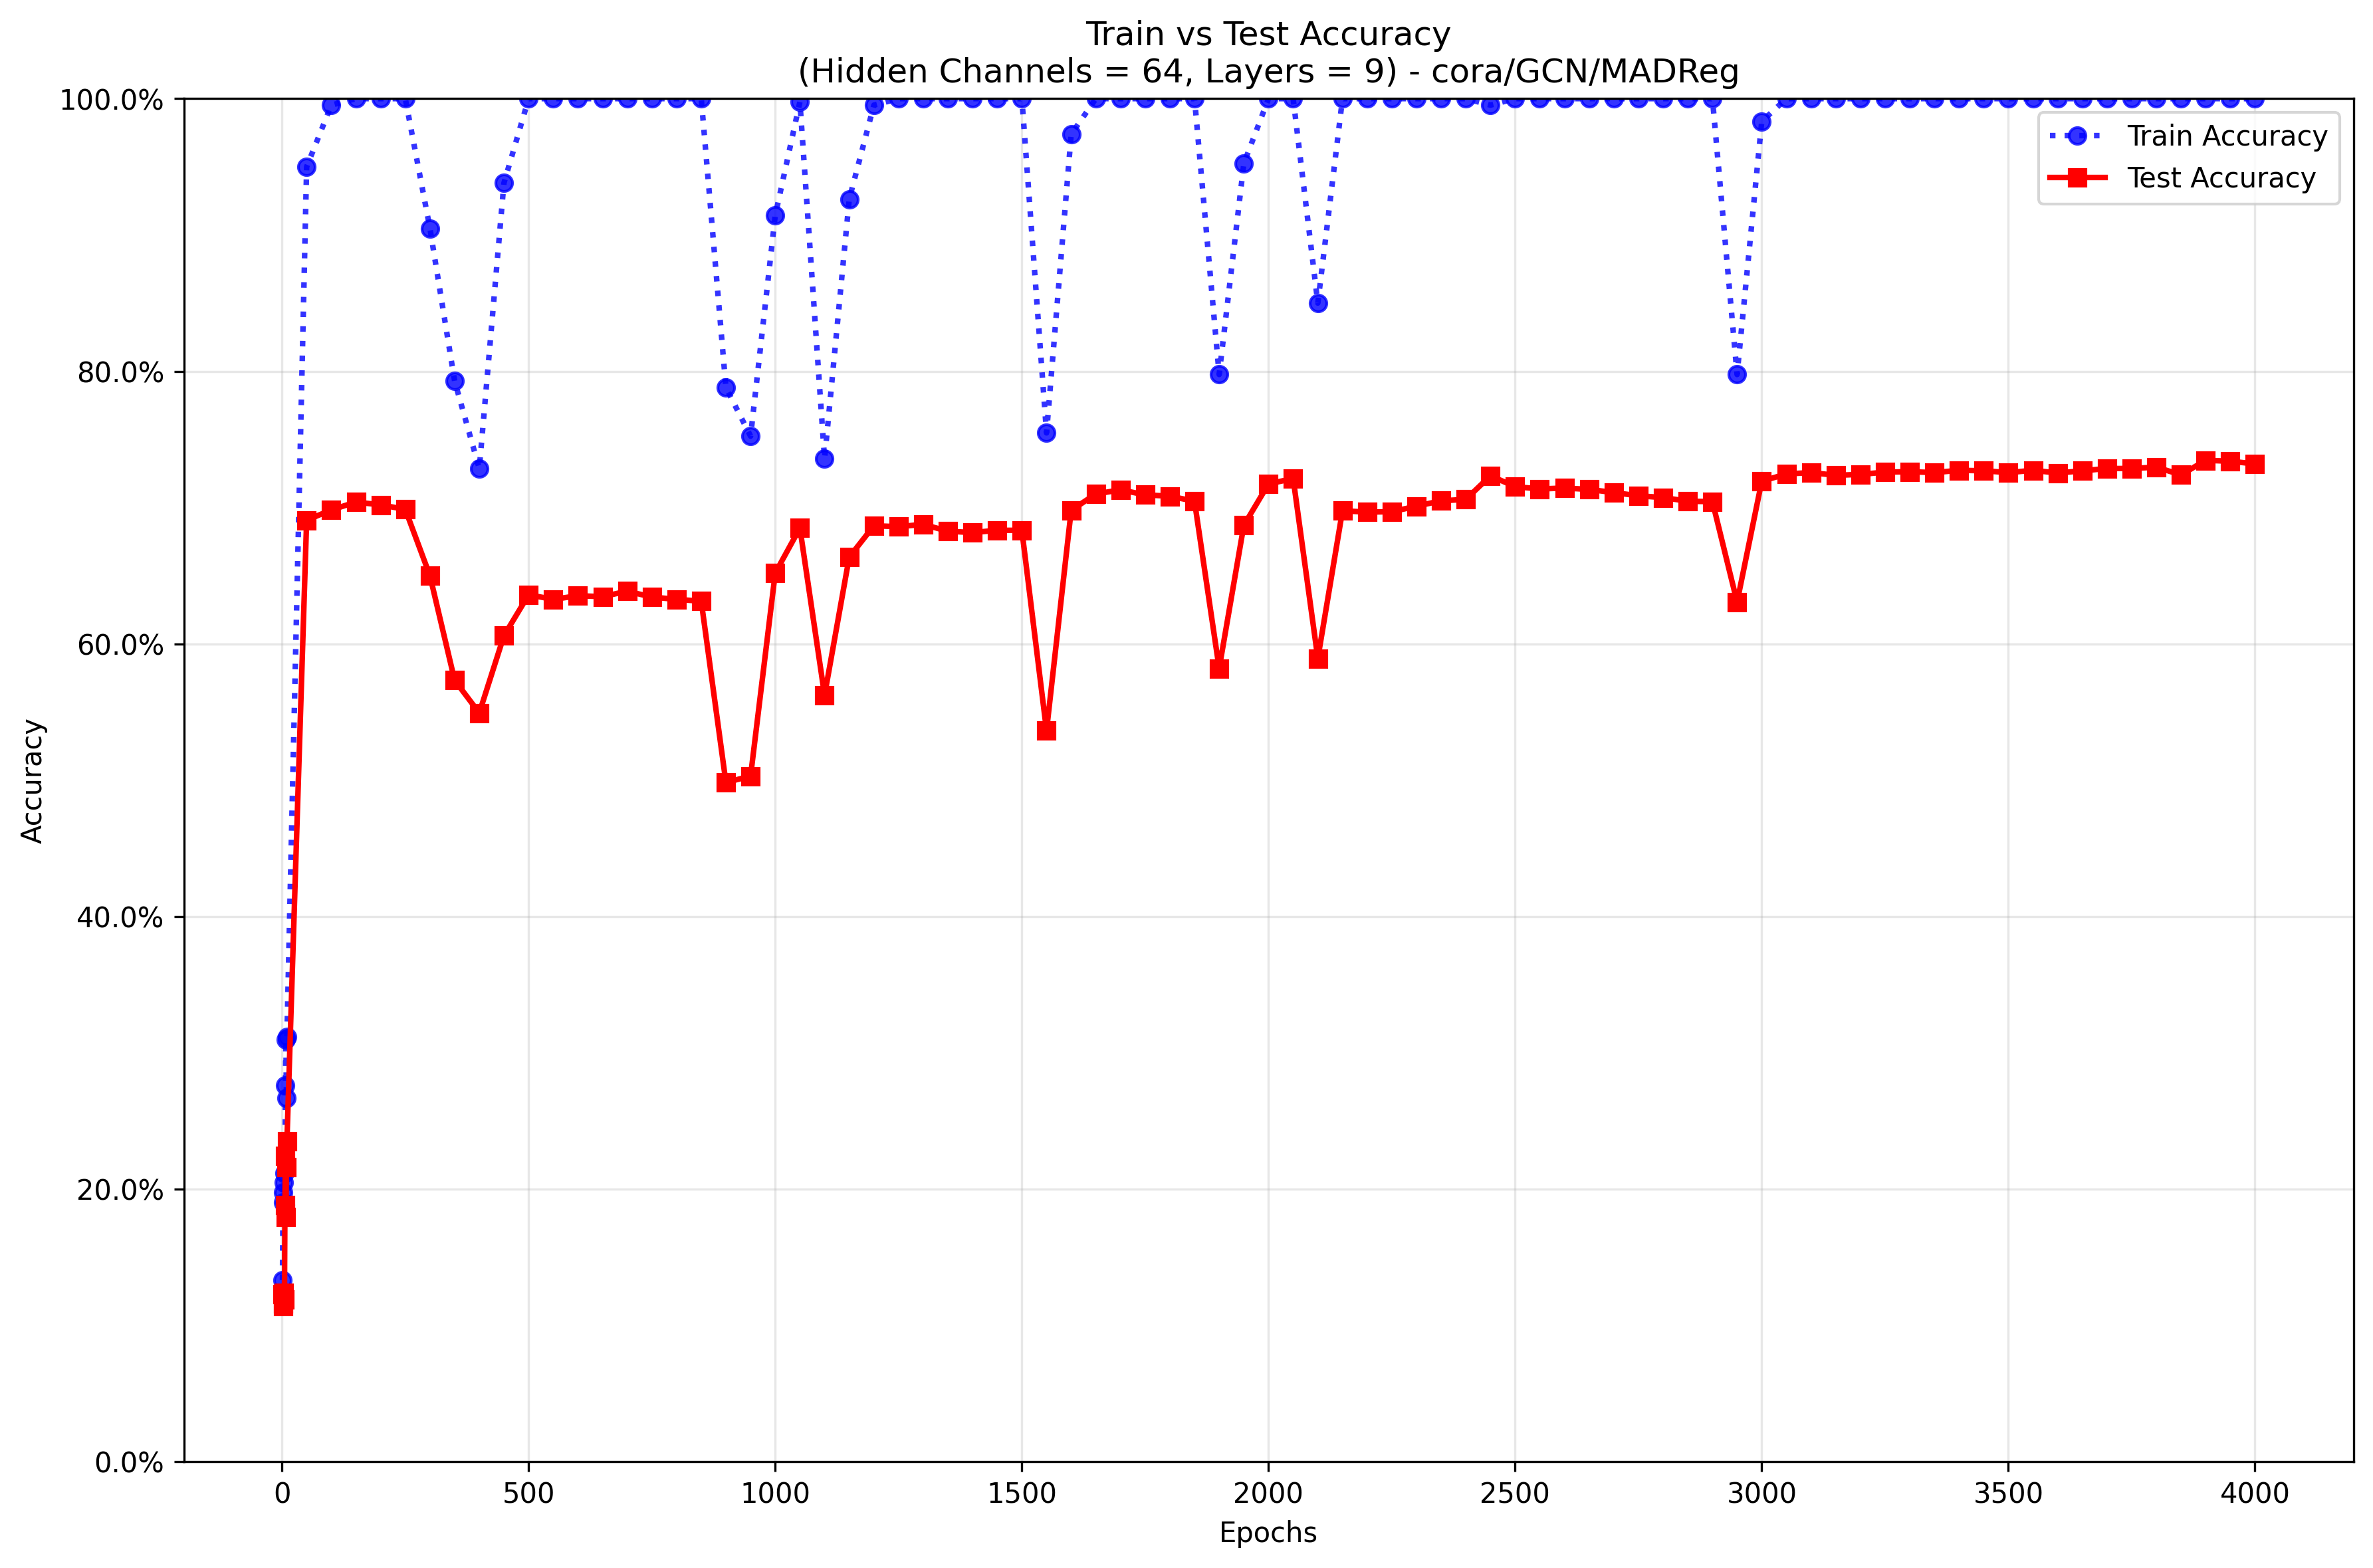 Train vs Test Accuracy
(Hidden Channels = 64, Layers = 9) - cora/GCN/MADReg
100.0%
80.0%
60.0%
40.0%
20.0%
0.0%
Accuracy
Train Accuracy
Test Accuracy
0 500 1000 1500 2000 2500 3000 3500 4000
Epochs